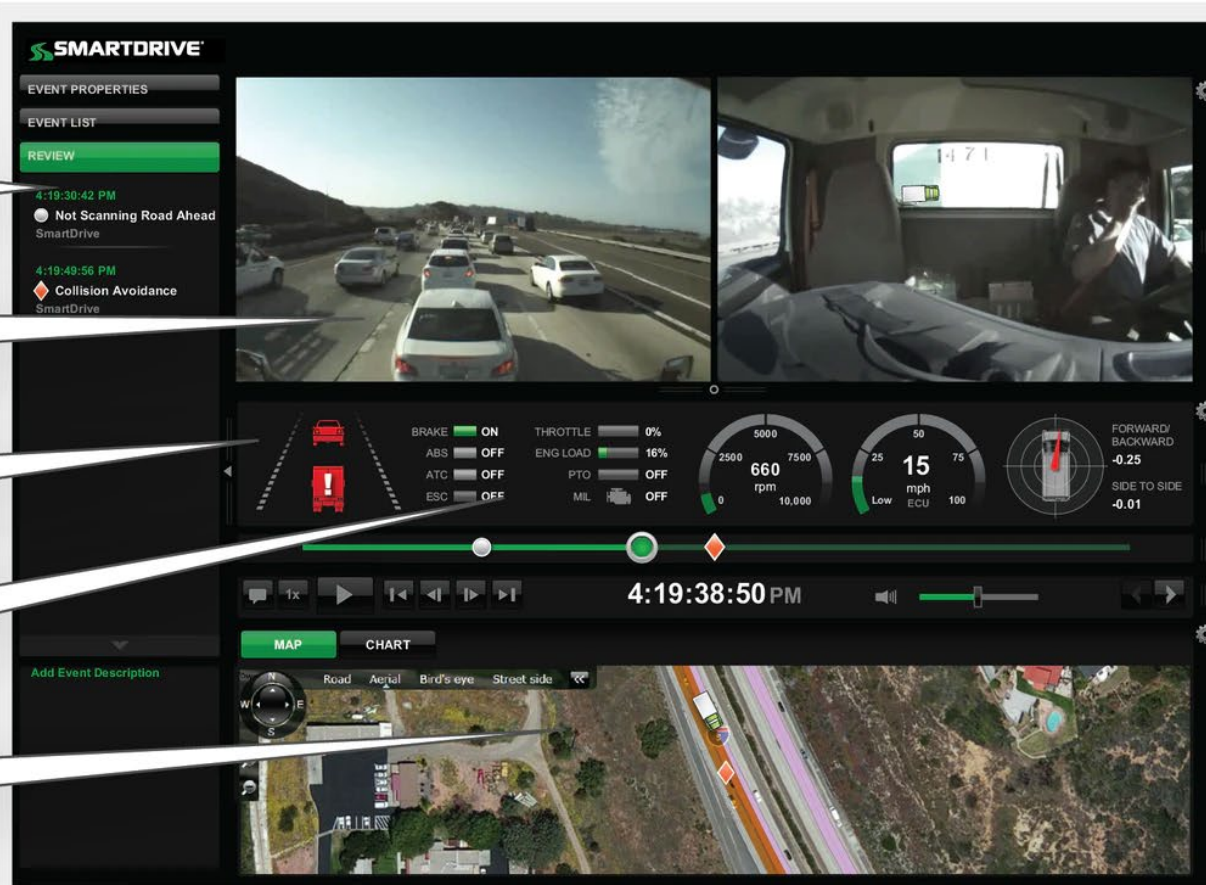 SMARTDRIVE
EVENT PROPERTIES
EVENT LIST
REVIEW
4:19:30:42 PM
Not Scanning Road Ahead
SmartDrive
4:19:49:56 PM
Collision Avoidance
SmartDrive
1471
BRAKE ON
ABS OFF
ATC OFF
ESC OFF
THROTTLE 0%
ENG LOAD 16%
PTO OFF
MIL OFF
5000
2500 7500
660
rpm
0 10,000
50
25 75
15
mph
Low ECU 100
FORWARD/
BACKWARD
-0.25
SIDE TO SIDE
-0.01
!
1x
4:19:38:50 PM
MAP
CHART
Add Event Description
N
W E
S
Road Aerial Bird's eye Street side